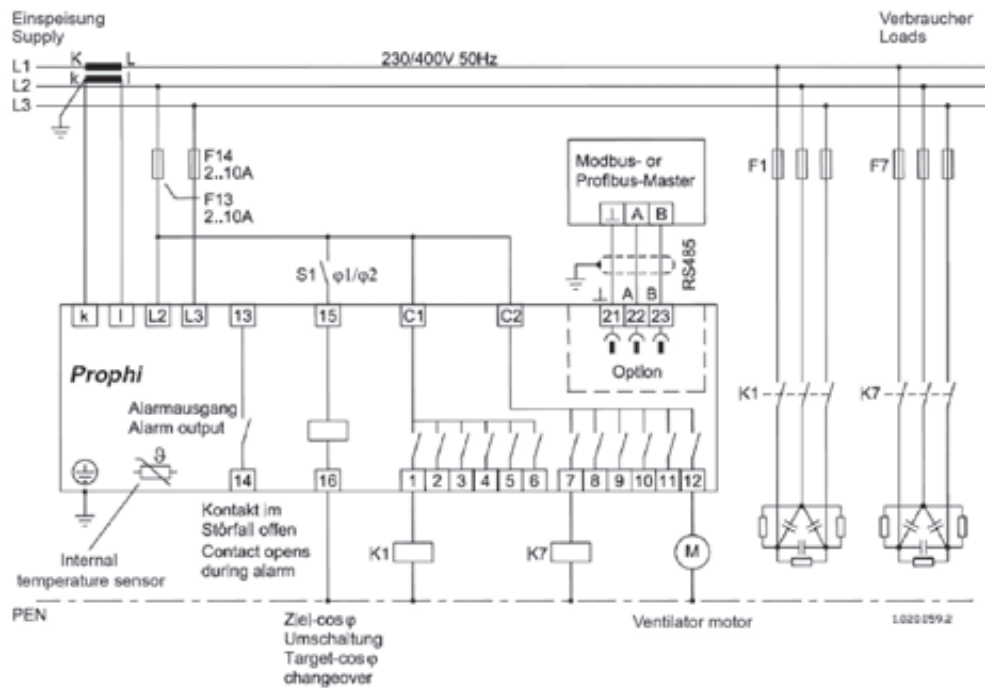 Einspeisung
Supply
Verbraucher
Loads
K L
230/400V 50Hz
L1
k l
L2
L3
F14
2..10A
F13
2..10A
Modbus- or
Profibus-Master
F1
F7
⊥ A B
RS485
S1 φ1/φ2
⊥ A B
k l L2 L3 13 15 C1 C2 21 22 23
Prophi
Option
Alarmausgang
Alarm output
K1
K7
ϑ
14 16 1 2 3 4 5 6 7 8 9 10 11 12
Kontakt im
Störfall offen
Contact opens
during alarm
Internal
temperature sensor
K1
K7
M
PEN
Ziel-cosφ
Umschaltung
Target-cosφ
changeover
Ventilator motor
1.020.059.2